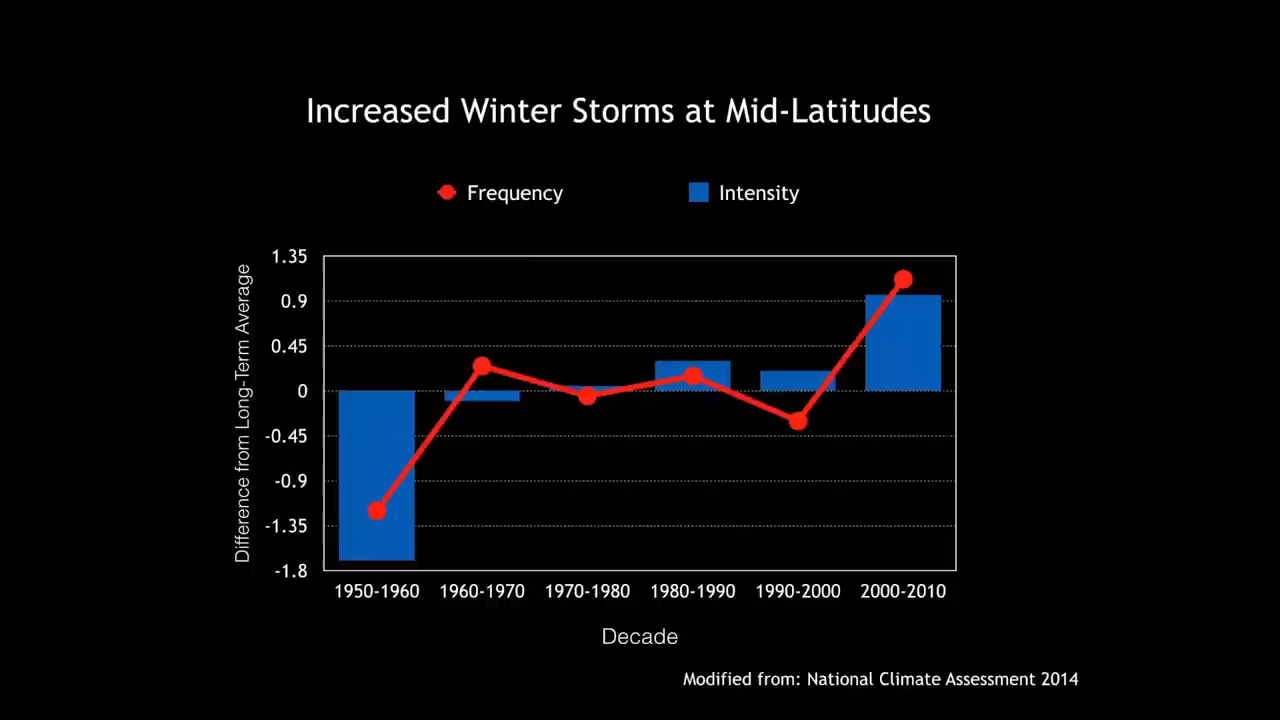 Increased Winter Storms at Mid-Latitudes
Frequency
Intensity
Difference from Long-Term Average
1.35
0.9
0.45
0
-0.45
-0.9
-1.35
-1.8
1950-1960
1960-1970
1970-1980
1980-1990
1990-2000
2000-2010
Decade
Modified from: National Climate Assessment 2014